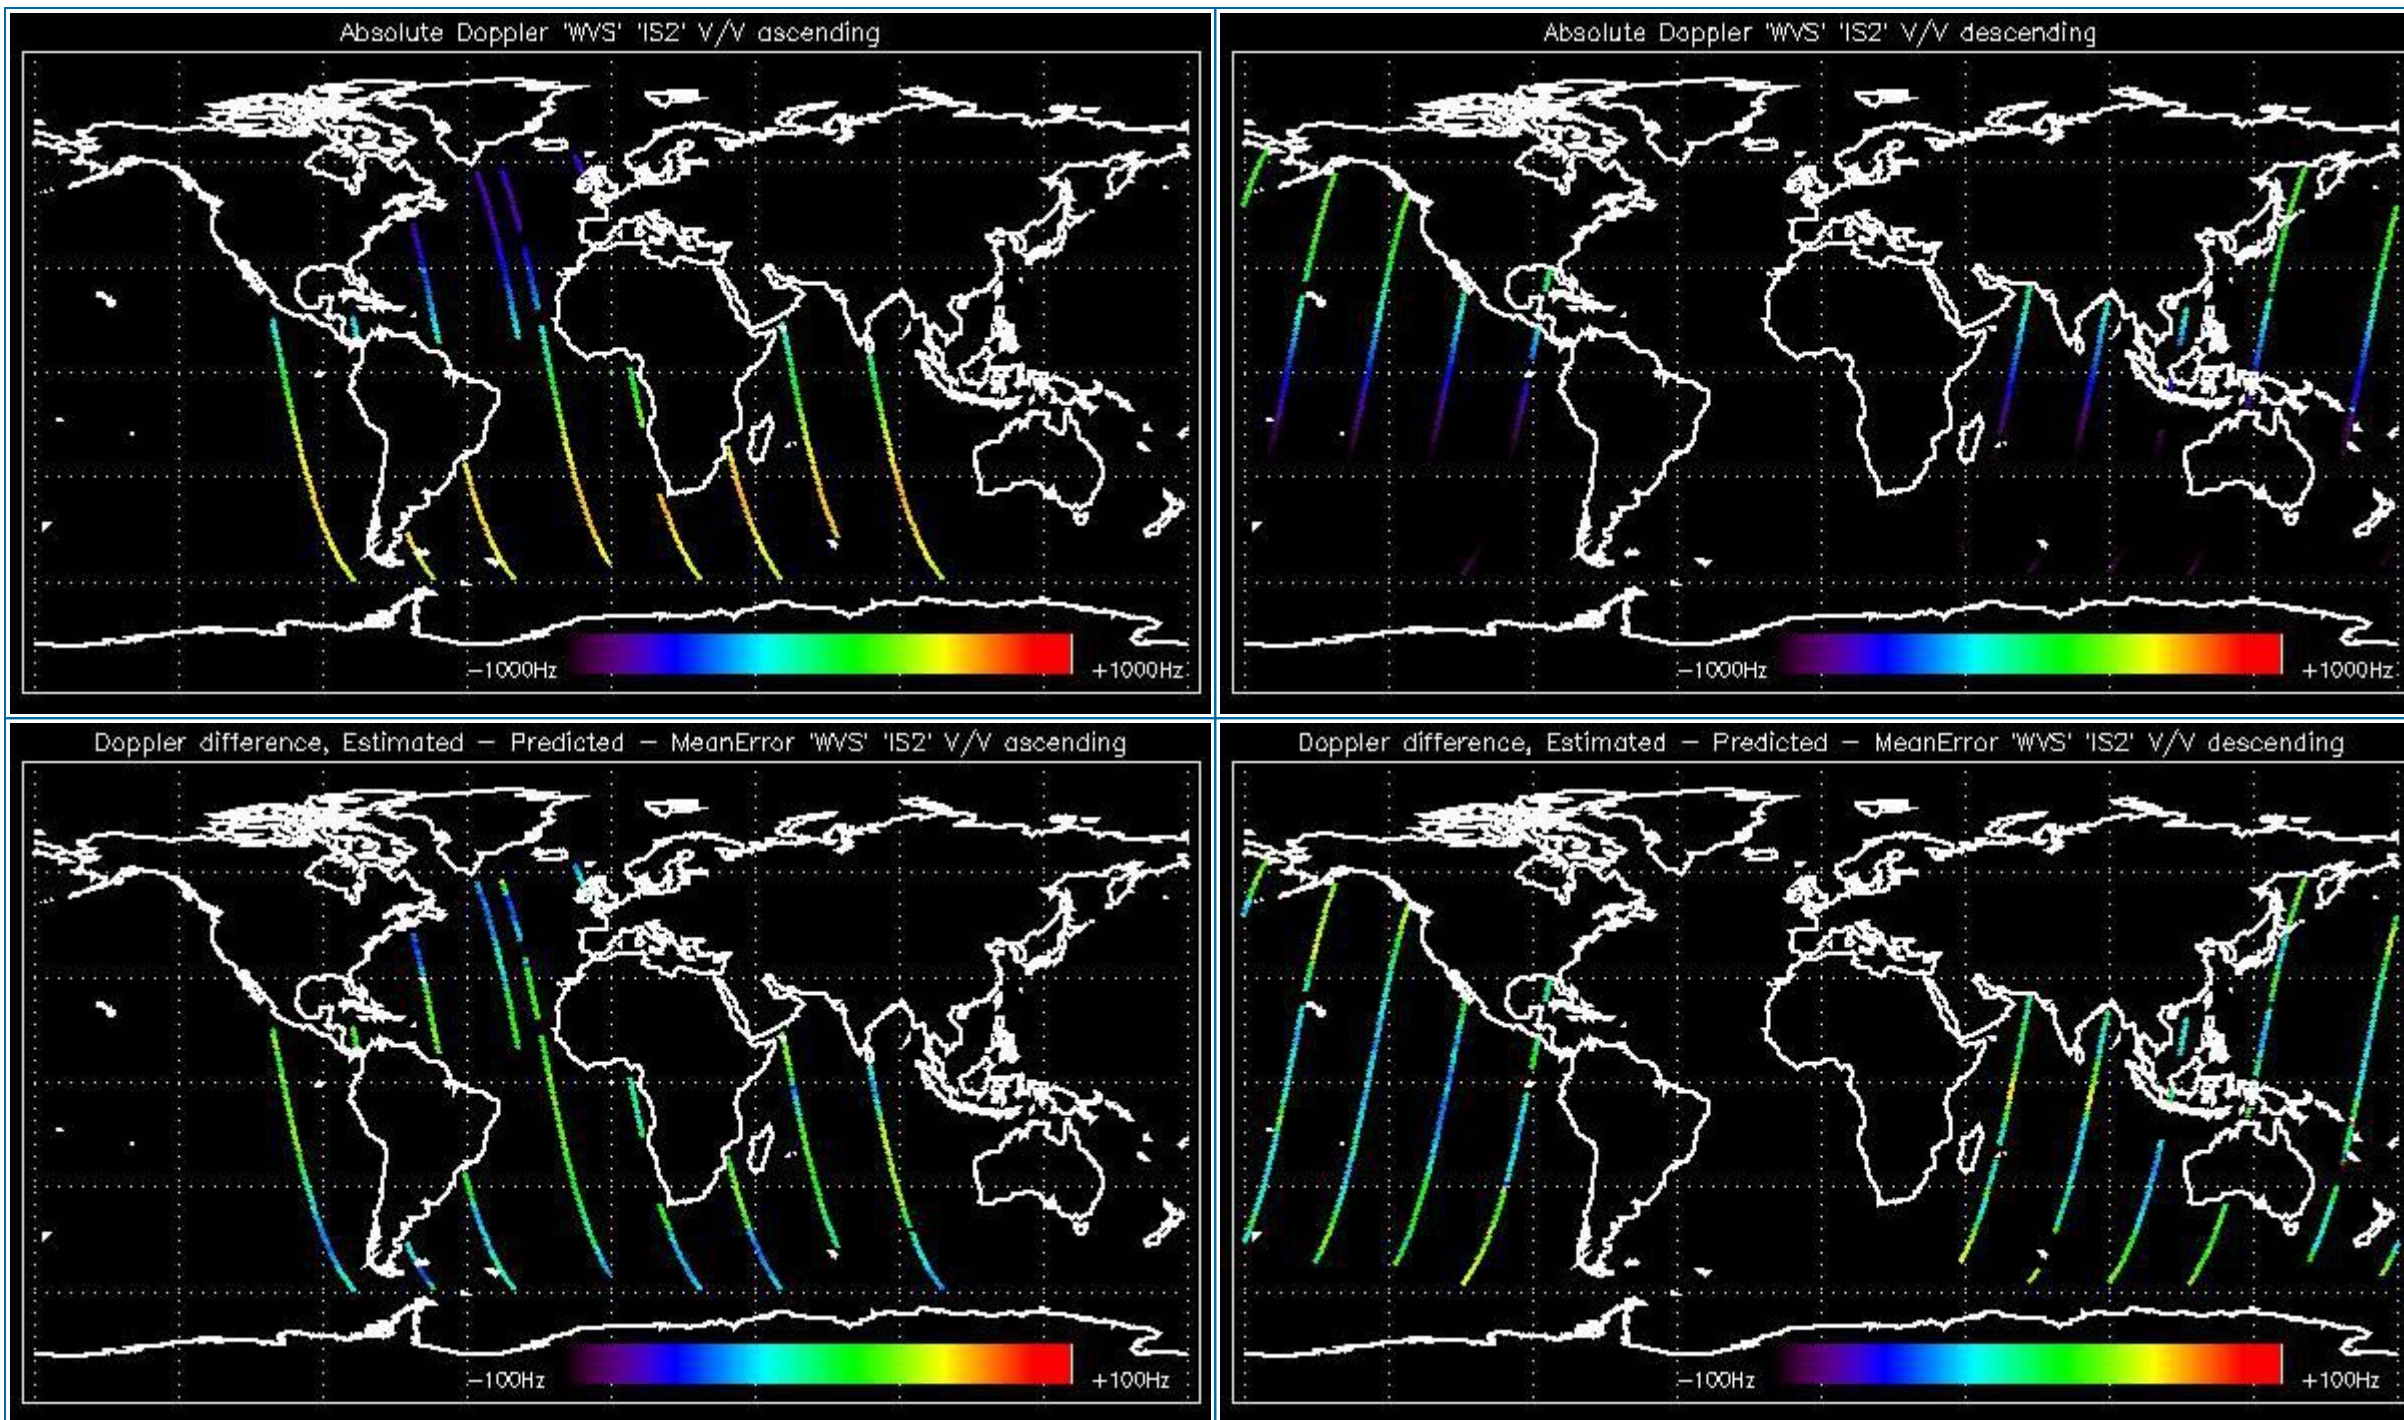 Absolute Doppler 'WVS' 'IS2' V/V ascending
-1000Hz
+1000Hz
Absolute Doppler 'WVS' 'IS2' V/V descending
-1000Hz
+1000Hz
Doppler difference, Estimated - Predicted - MeanError 'WVS' 'IS2' V/V ascending
-100Hz
+100Hz
Doppler difference, Estimated - Predicted - MeanError 'WVS' 'IS2' V/V descending
-100Hz
+100Hz